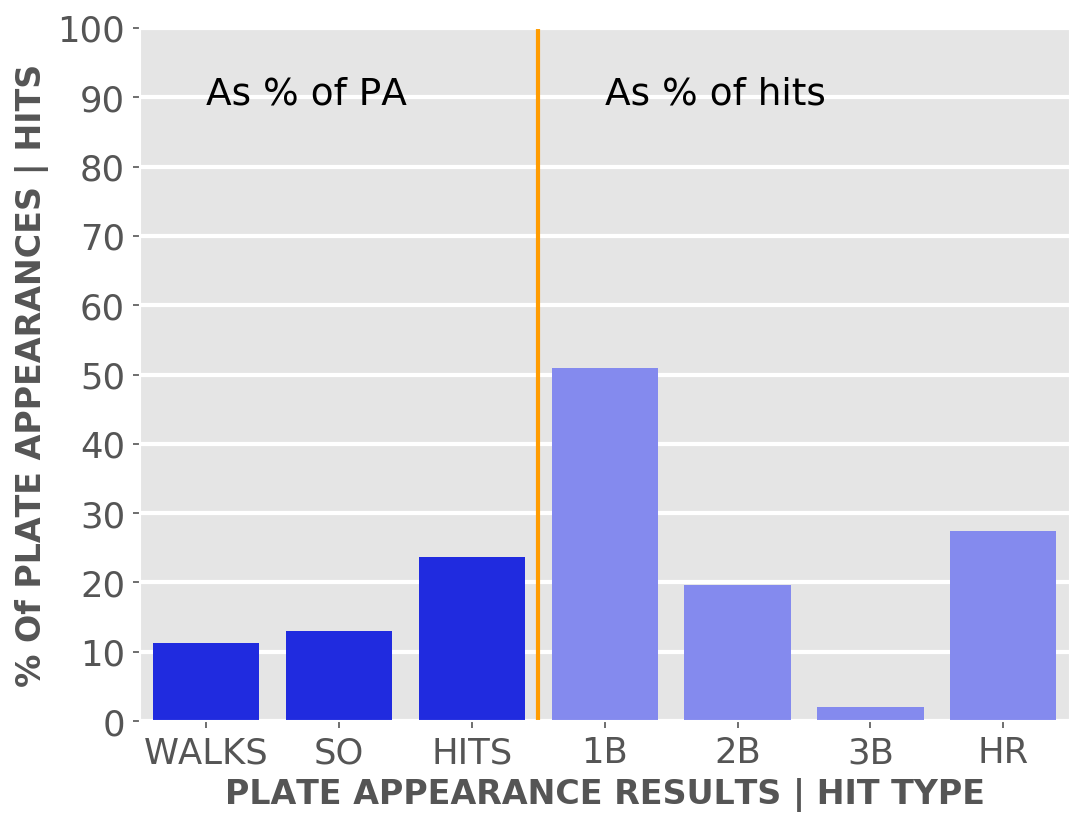 100
90
80
70
60
50
40
30
20
10
0
% Of PLATE APPEARANCES | HITS
As % of PA
As % of hits
WALKS SO HITS 1B 2B 3B HR
PLATE APPEARANCE RESULTS | HIT TYPE